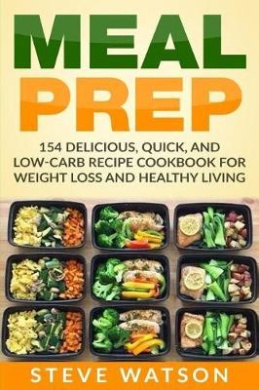 MEAL
PREP
154 DELICIOUS, QUICK, AND
LOW-CARB RECIPE COOKBOOK FOR
WEIGHT LOSS AND HEALTHY LIVING
STEVE WATSON